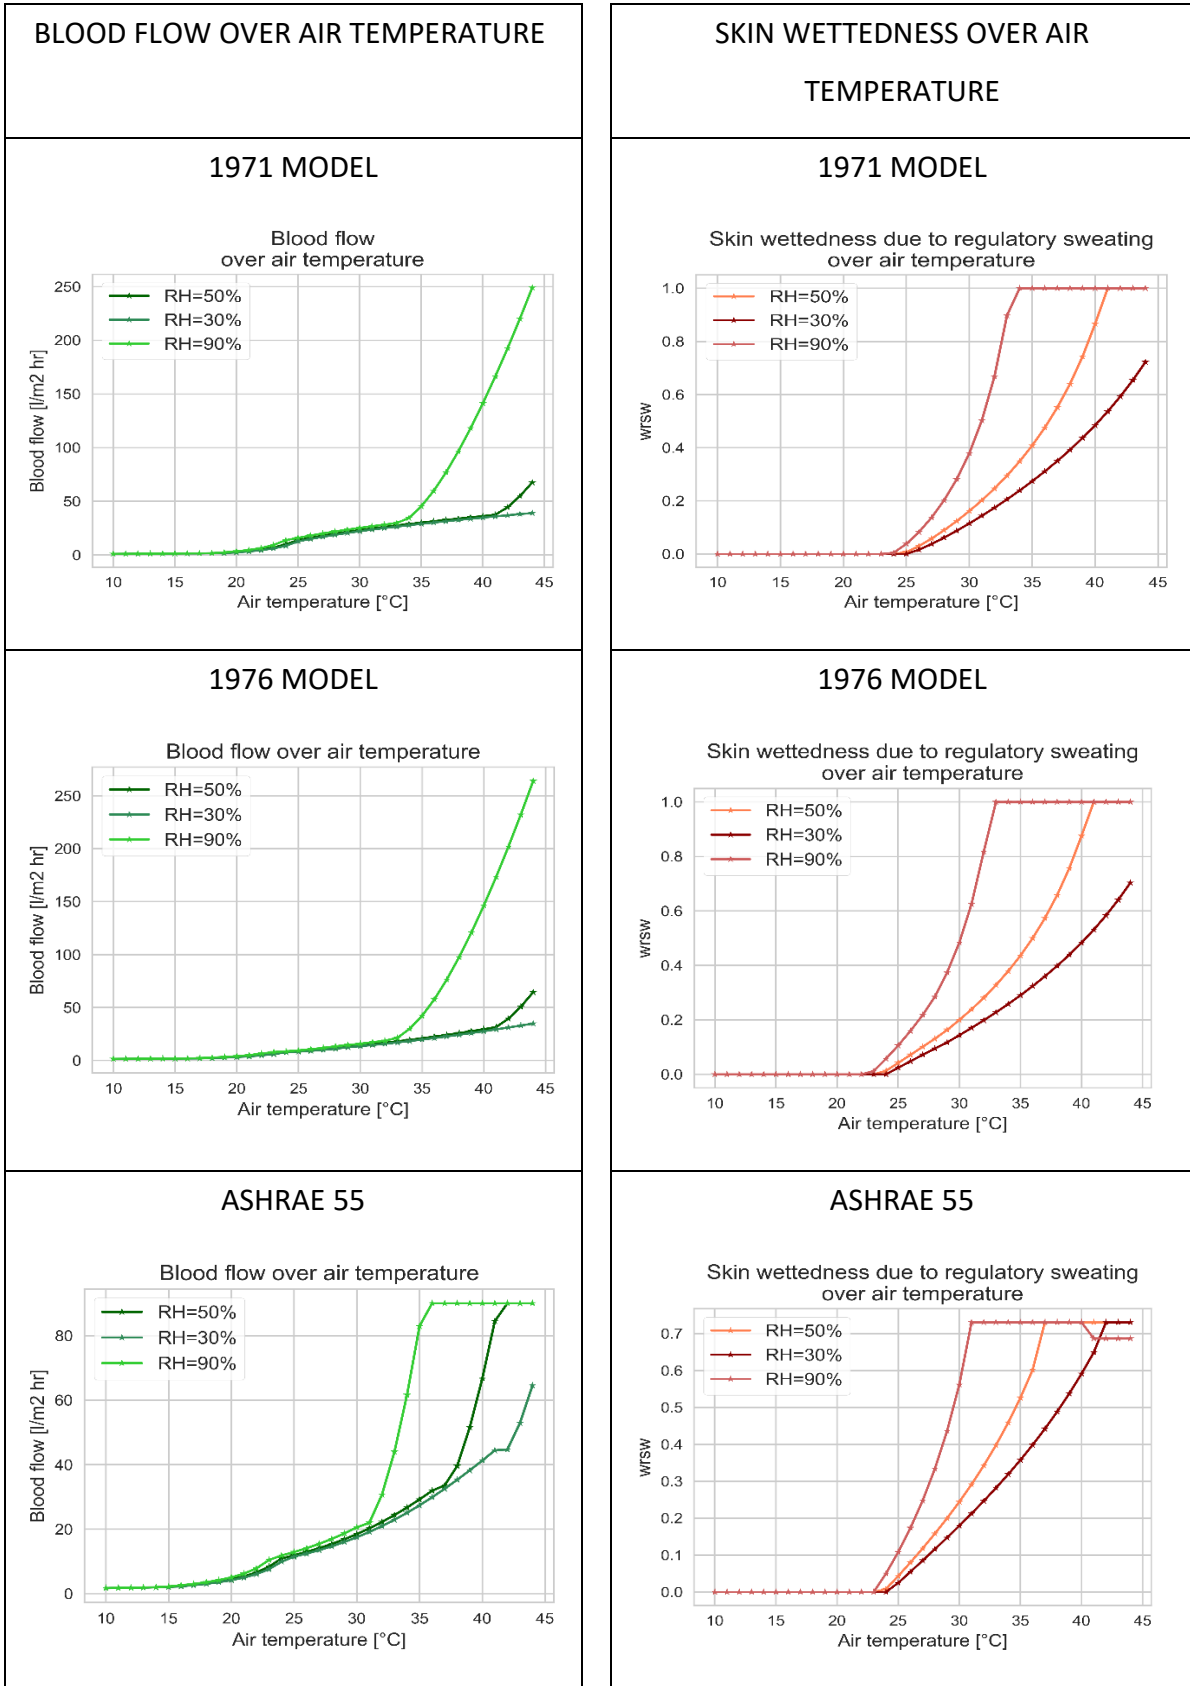 BLOOD FLOW OVER AIR TEMPERATURE
SKIN WETTEDNESS OVER AIR
TEMPERATURE
1971 MODEL
Blood flow
over air temperature
250
200
150
100
50
0
Blood flow [l/m2 hr]
RH=50%
RH=30%
RH=90%
10 15 20 25 30 35 40 45
Air temperature [°C]
1971 MODEL
Skin wettedness due to regulatory sweating
over air temperature
1.0
0.8
0.6
0.4
0.2
0.0
wrsw
RH=50%
RH=30%
RH=90%
10 15 20 25 30 35 40 45
Air temperature [°C]
1976 MODEL
Blood flow over air temperature
250
200
150
100
50
0
Blood flow [l/m2 hr]
RH=50%
RH=30%
RH=90%
10 15 20 25 30 35 40 45
Air temperature [°C]
1976 MODEL
Skin wettedness due to regulatory sweating
over air temperature
1.0
0.8
0.6
0.4
0.2
0.0
wrsw
RH=50%
RH=30%
RH=90%
10 15 20 25 30 35 40 45
Air temperature [°C]
ASHRAE 55
Blood flow over air temperature
80
60
40
20
0
Blood flow [l/m2 hr]
RH=50%
RH=30%
RH=90%
10 15 20 25 30 35 40 45
Air temperature [°C]
ASHRAE 55
Skin wettedness due to regulatory sweating
over air temperature
0.7
0.6
0.5
0.4
0.3
0.2
0.1
0.0
wrsw
RH=50%
RH=30%
RH=90%
10 15 20 25 30 35 40 45
Air temperature [°C]